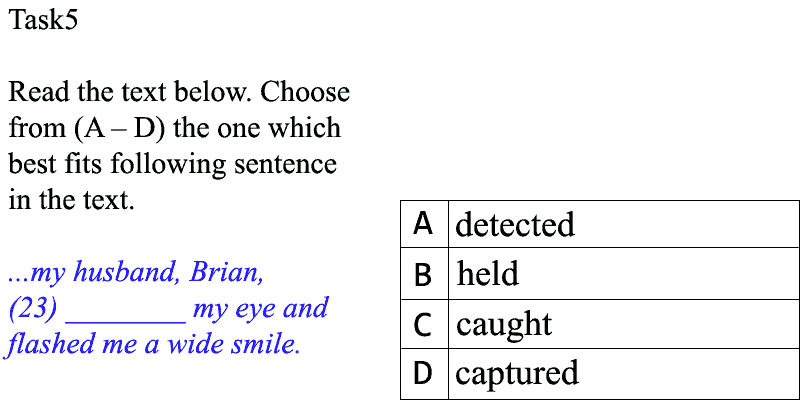 Task5
Read the text below. Choose
from (A – D) the one which
best fits following sentence
in the text.
...my husband, Brian,
(23) ________ my eye and
flashed me a wide smile.
A detected
B held
C caught
D captured